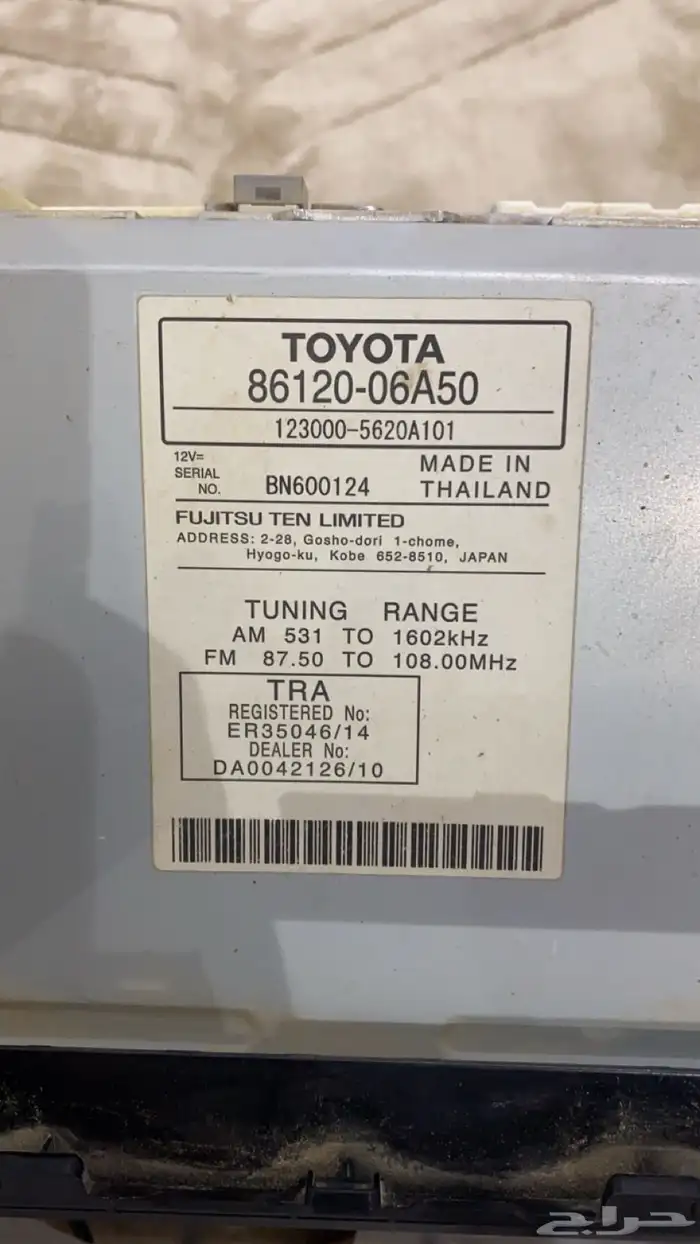 TOYOTA
86120-06A50
123000-5620A101
12V=
SERIAL
NO. BN600124
MADE IN
THAILAND
FUJITSU TEN LIMITED
ADDRESS: 2-28, Gosho-dori 1-chome,
Hyogo-ku, Kobe 652-8510, JAPAN
TUNING RANGE
AM 531 TO 1602kHz
FM 87.50 TO 108.00MHz
TRA
REGISTERED No:
ER35046/14
DEALER No:
DA0042126/10
حراج